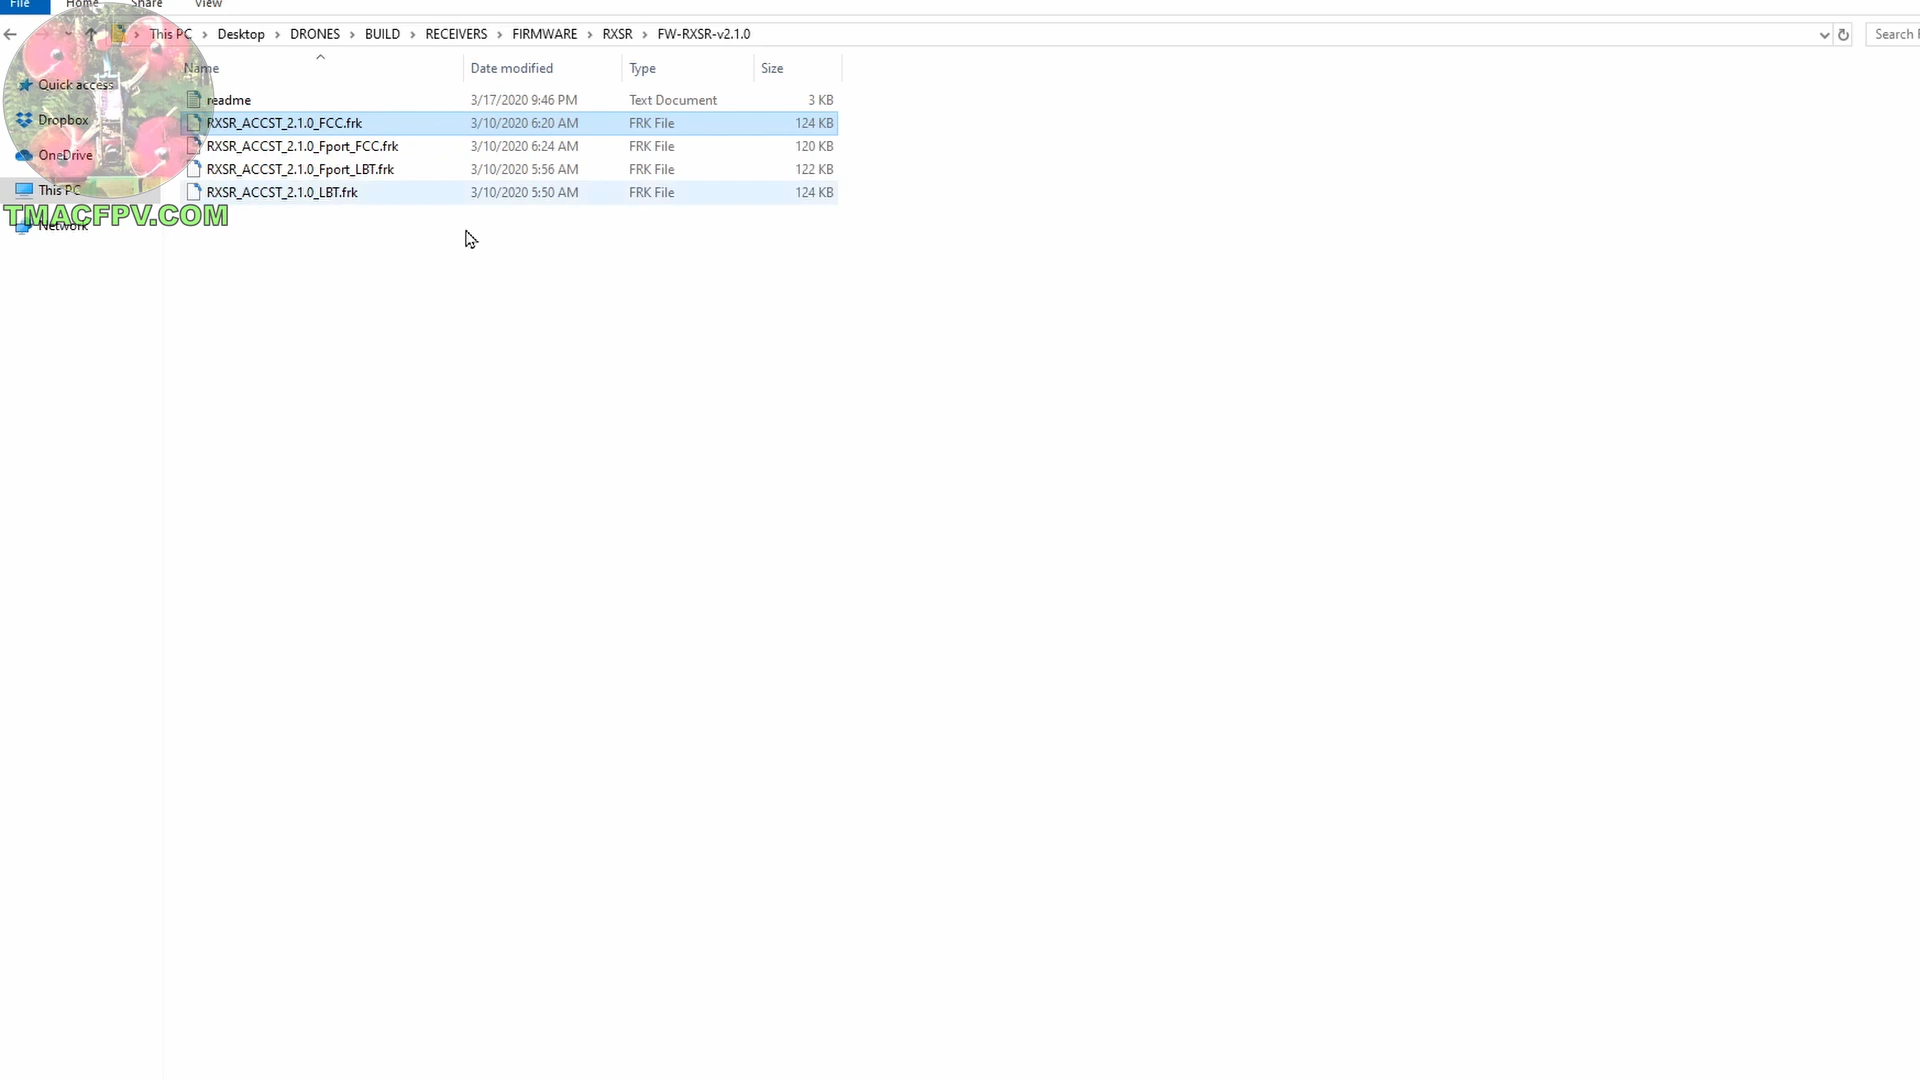 File Home Share View
This PC Desktop DRONES BUILD RECEIVERS FIRMWARE RXSR FW-RXSR-v2.1.0 Search
Name Date modified Type Size
readme 3/17/2020 9:46 PM Text Document 3 KB
RXSR_ACCST_2.1.0_FCC.frk 3/10/2020 6:20 AM FRK File 124 KB
RXSR_ACCST_2.1.0_Fport_FCC.frk 3/10/2020 6:24 AM FRK File 120 KB
RXSR_ACCST_2.1.0_Fport_LBT.frk 3/10/2020 5:56 AM FRK File 122 KB
RXSR_ACCST_2.1.0_LBT.frk 3/10/2020 5:50 AM FRK File 124 KB
Quick access
Dropbox
OneDrive
This PC
TMACFPV.COM
Network